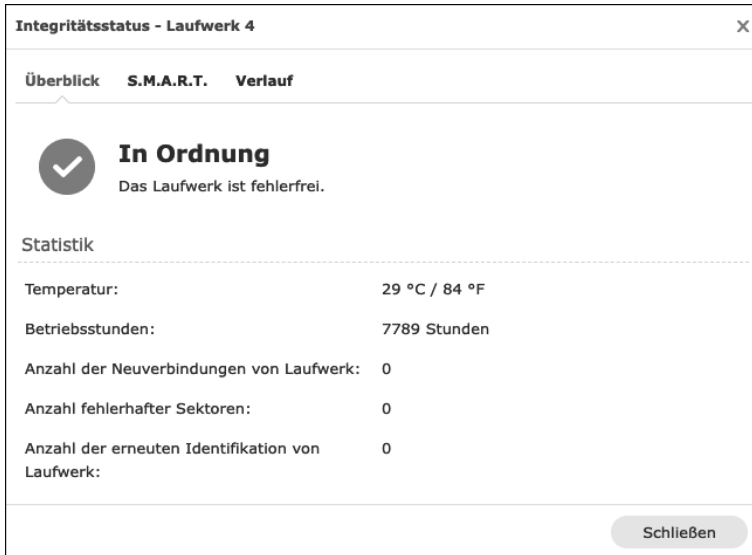 Integritätsstatus - Laufwerk 4
Überblick S.M.A.R.T. Verlauf
In Ordnung
Das Laufwerk ist fehlerfrei.
Statistik
Temperatur: 29 °C / 84 °F
Betriebsstunden: 7789 Stunden
Anzahl der Neuverbindungen von Laufwerk: 0
Anzahl fehlerhafter Sektoren: 0
Anzahl der erneuten Identifikation von 0
Laufwerk:
Schließen